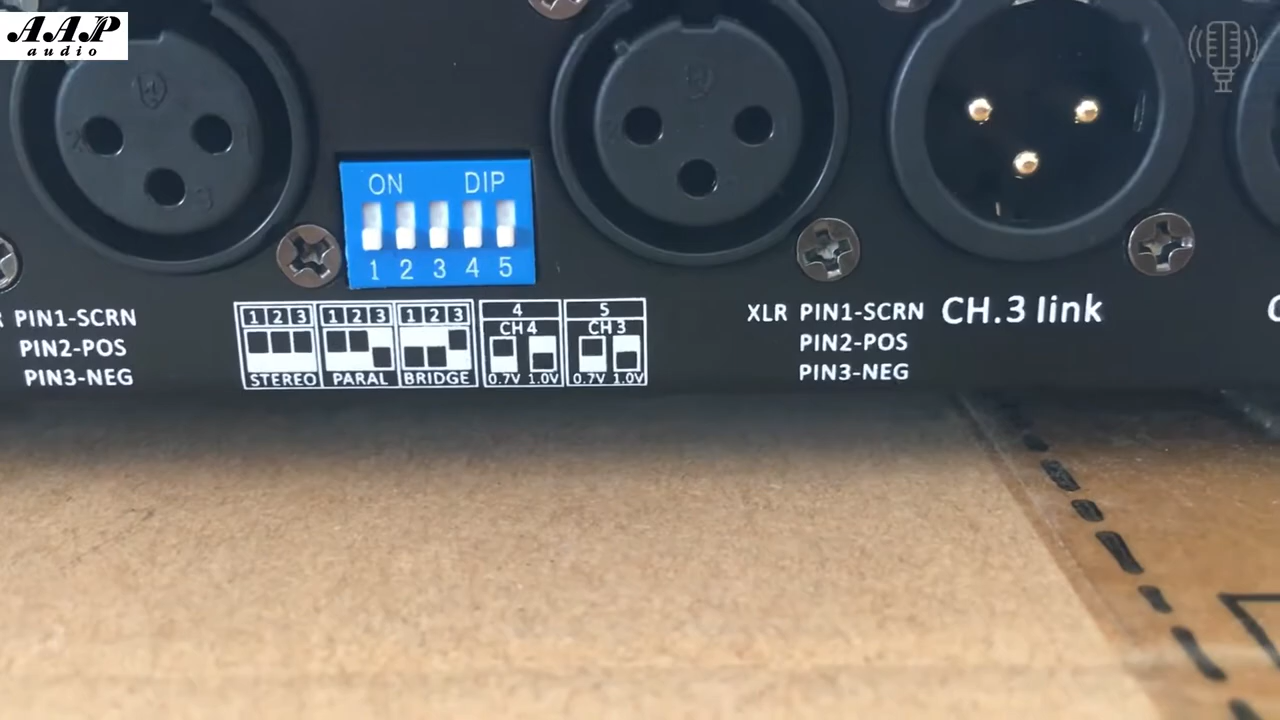 AAP
audio
ON DIP
1 2 3 4 5
PIN1-SCRN
PIN2-POS
PIN3-NEG
1 2 3
STEREO
1 2 3
PARAL
1 2 3
BRIDGE
4
CH 4
0.7V 1.0V
5
CH 3
0.7V 1.0V
XLR PIN1-SCRN
PIN2-POS
PIN3-NEG
CH.3 link